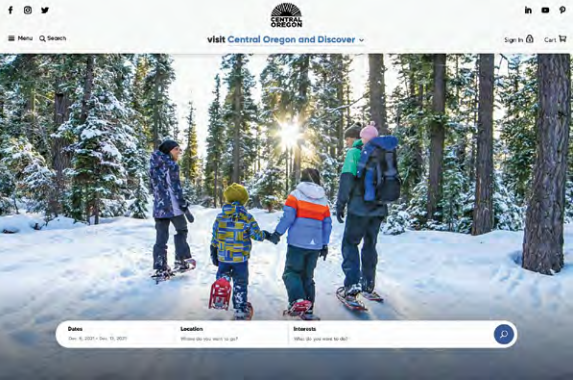 CENTRAL
OREGON
Menu Search
visit Central Oregon and Discover
Sign In Cart
Dates Location Interests
Where do you want to go? What do you want to do?